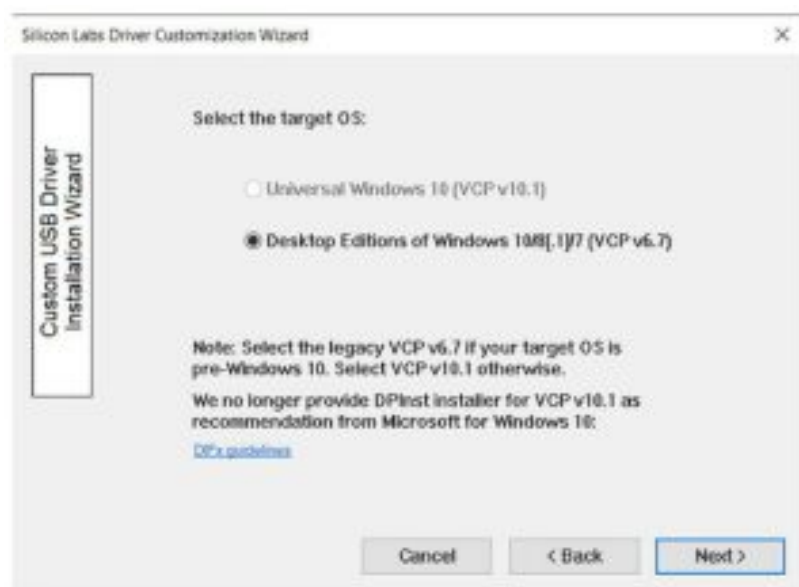 Silicon Labs Driver Customization Wizard
Custom USB Driver
Installation Wizard
Select the target OS:
Universal Windows 10 (VCP v10.1)
Desktop Editions of Windows 10/8[.1]/7 (VCP v6.7)
Note: Select the legacy VCP v6.7 if your target OS is
pre-Windows 10. Select VCP v10.1 otherwise.
We no longer provide DPInst installer for VCP v10.1 as
recommendation from Microsoft for Windows 10:
DIFx guidelines
Cancel
< Back
Next >